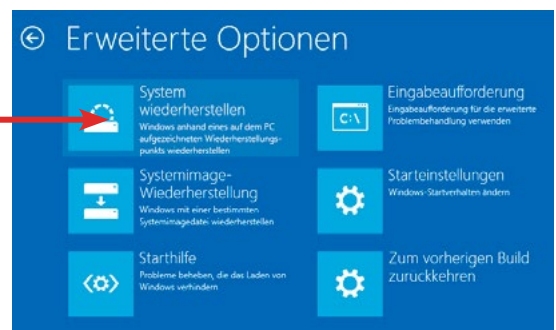 Erweiterte Optionen
System
wiederherstellen
Windows anhand eines auf dem PC
aufgezeichneten Wiederherstellungs-
punkts wiederherstellen
Systemimage-
Wiederherstellung
Windows mit einer bestimmten
Systemimagedatei wiederherstellen
Starthilfe
Probleme beheben, die das Laden von
Windows verhindern
C:\
Eingabeaufforderung
Eingabeaufforderung für die erweiterte
Problembehandlung verwenden
Starteinstellungen
Windows-Startverhalten ändern
Zum vorherigen Build
zuruckkehren